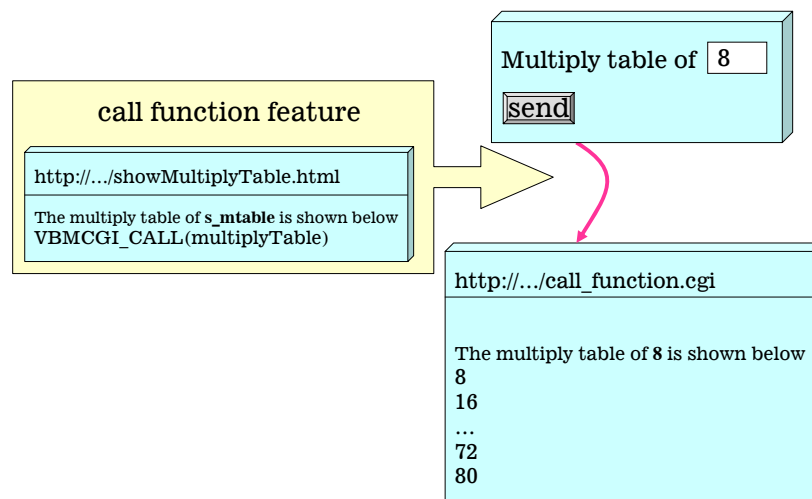 Multiply table of 8
send
call function feature
http://.../showMultiplyTable.html
The multiply table of s_mtable is shown below
VBMCGI_CALL(multiplyTable)
http://.../call_function.cgi
The multiply table of 8 is shown below
8
16
...
72
80